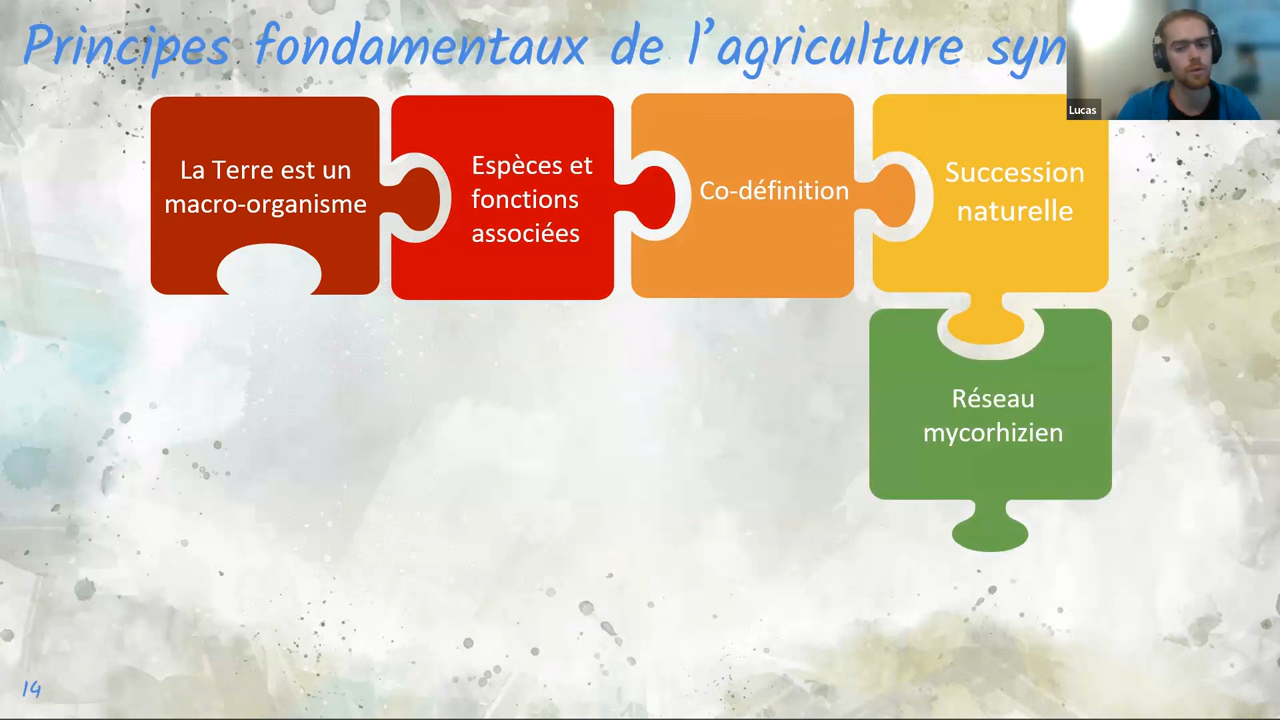 Principes fondamentaux de l'agriculture syn
Lucas
La Terre est un
macro-organisme
Espèces et
fonctions
associées
Co-définition
Succession
naturelle
Réseau
mycorhizien
14